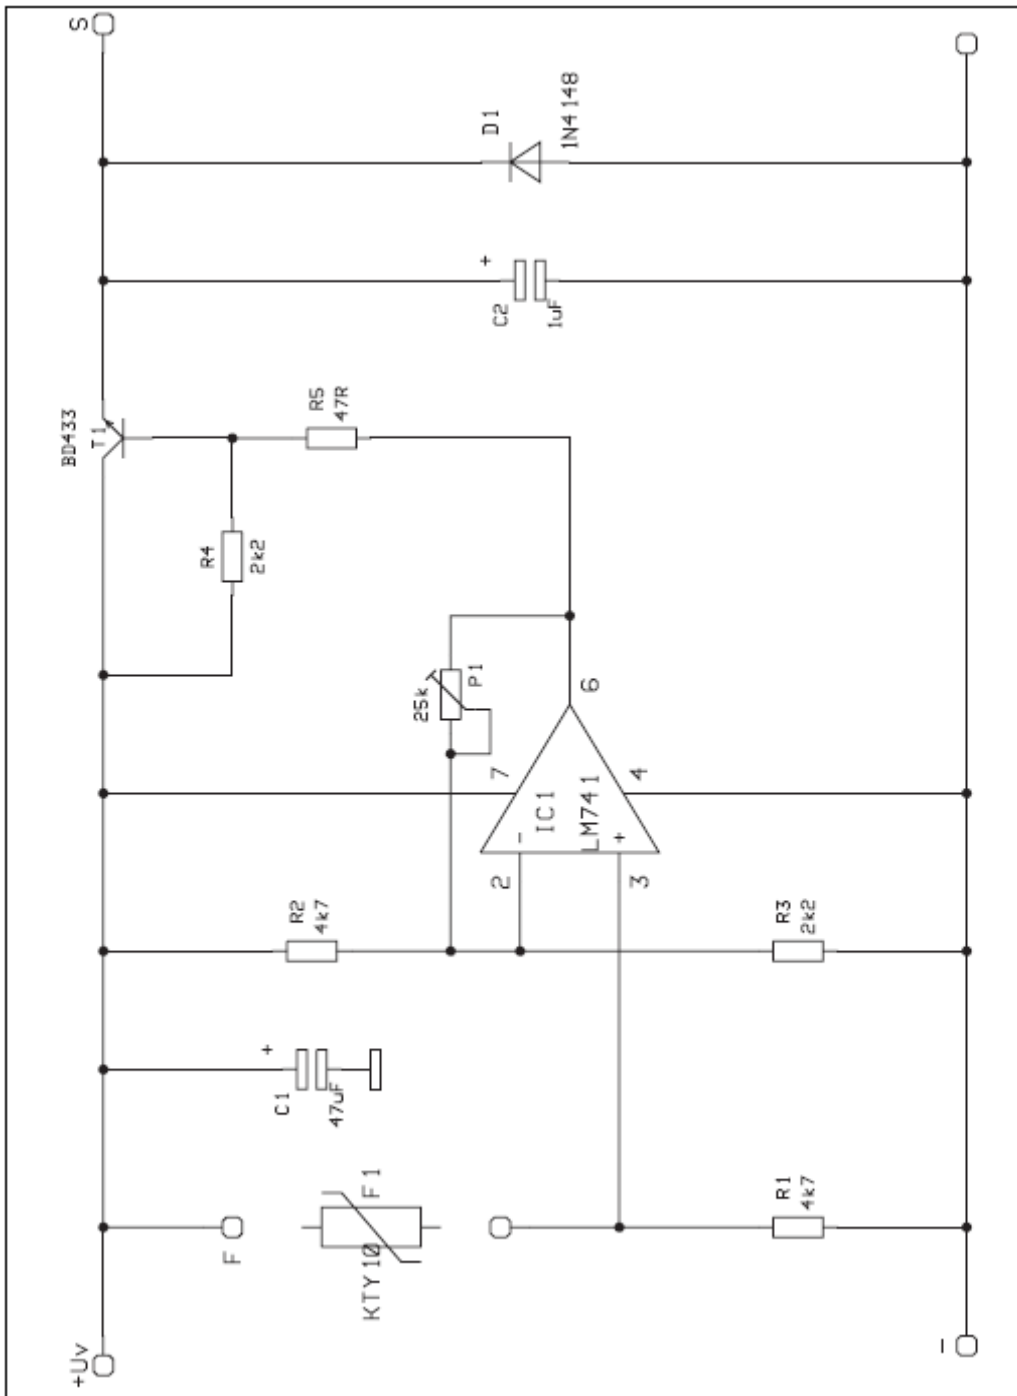 S
D1
1N4148
+
C2
1uF
BD433
T1
R5
47R
R4
2k2
25k
P1
6
7
4
IC1
LM741
-
+
2
3
R2
4k7
R3
2k2
+
C1
47uF
F
F1
KTY10
R1
4k7
+Uv
-